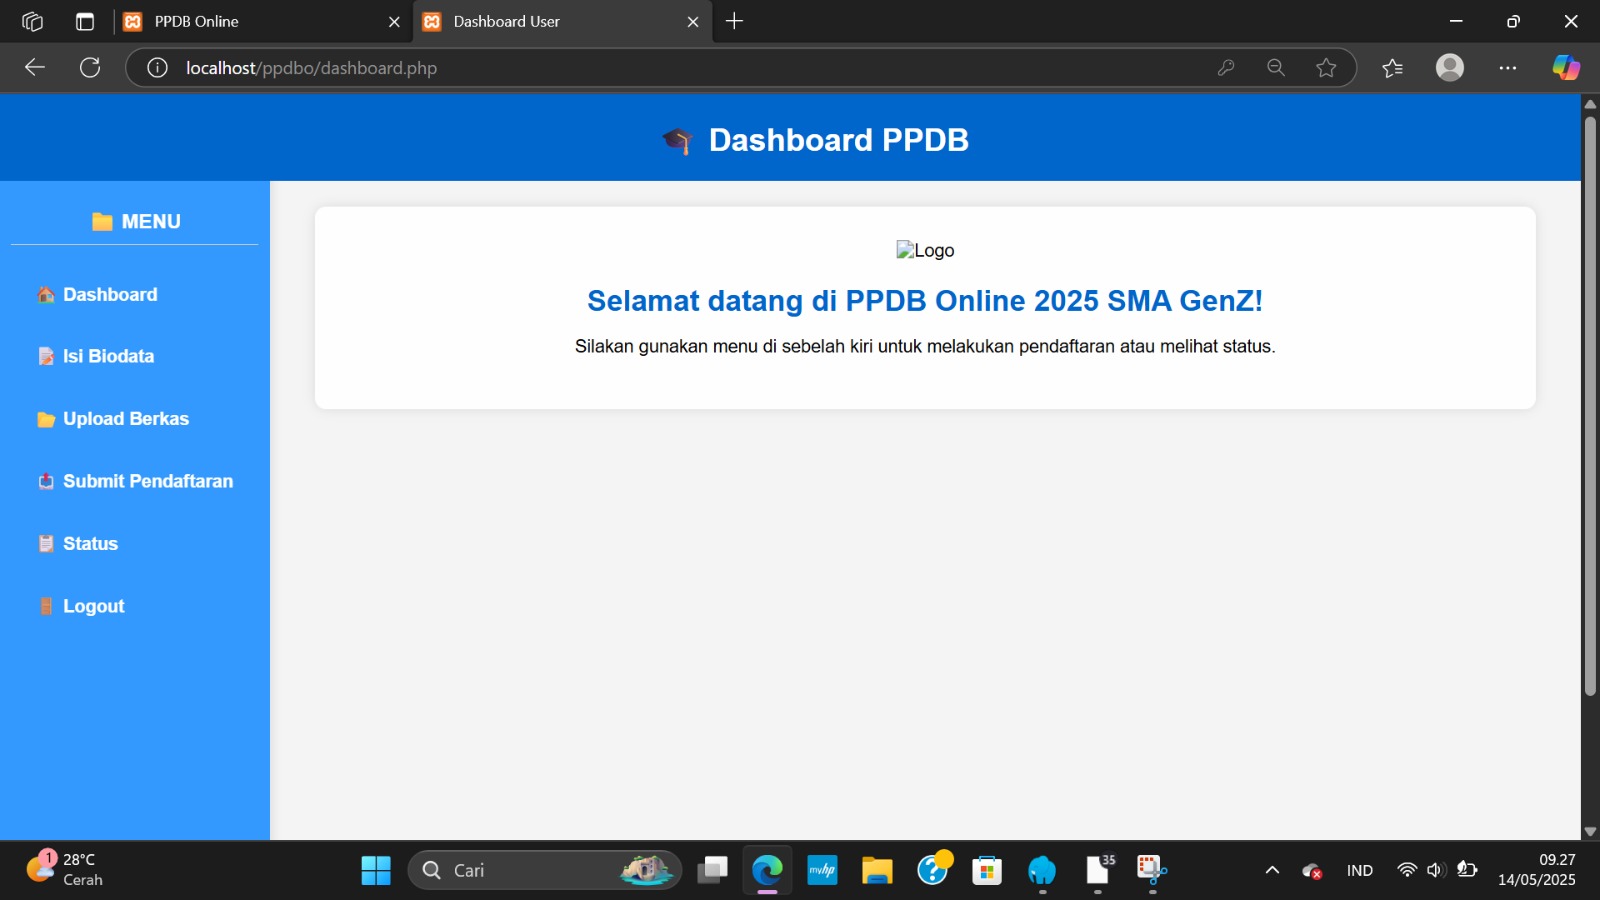 PPDB Online
Dashboard User
localhost/ppdbo/dashboard.php
Dashboard PPDB
MENU
Dashboard
Isi Biodata
Upload Berkas
Submit Pendaftaran
Status
Logout
Logo
Selamat datang di PPDB Online 2025 SMA GenZ!
Silakan gunakan menu di sebelah kiri untuk melakukan pendaftaran atau melihat status.
1
28°C
Cerah
Cari
myhp
35
IND
09.27
14/05/2025